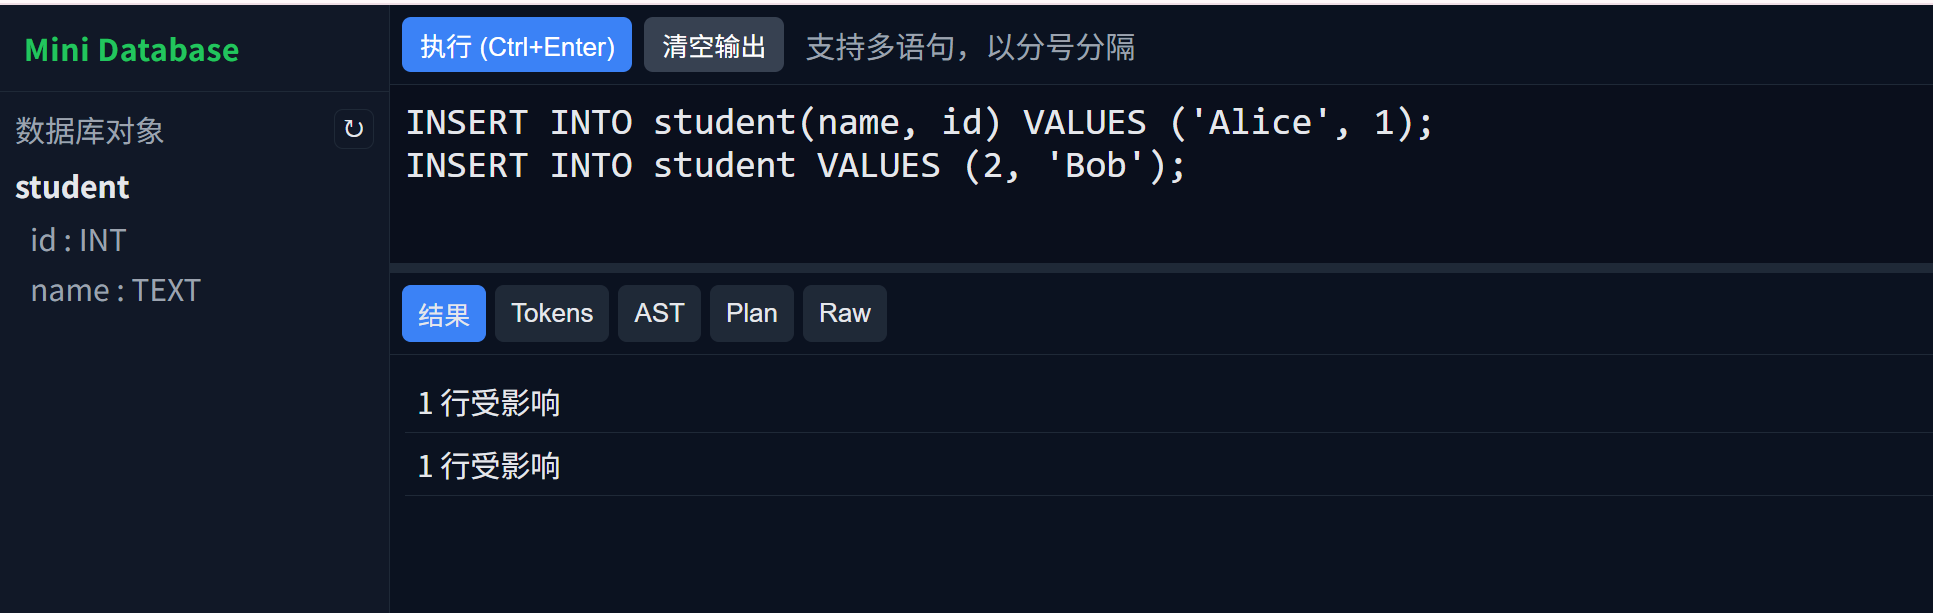 Mini Database
数据库对象
↻
student
id : INT
name : TEXT
执行 (Ctrl+Enter)
清空输出
支持多语句，以分号分隔
INSERT INTO student(name, id) VALUES ('Alice', 1);
INSERT INTO student VALUES (2, 'Bob');
结果
Tokens
AST
Plan
Raw
1 行受影响
1 行受影响